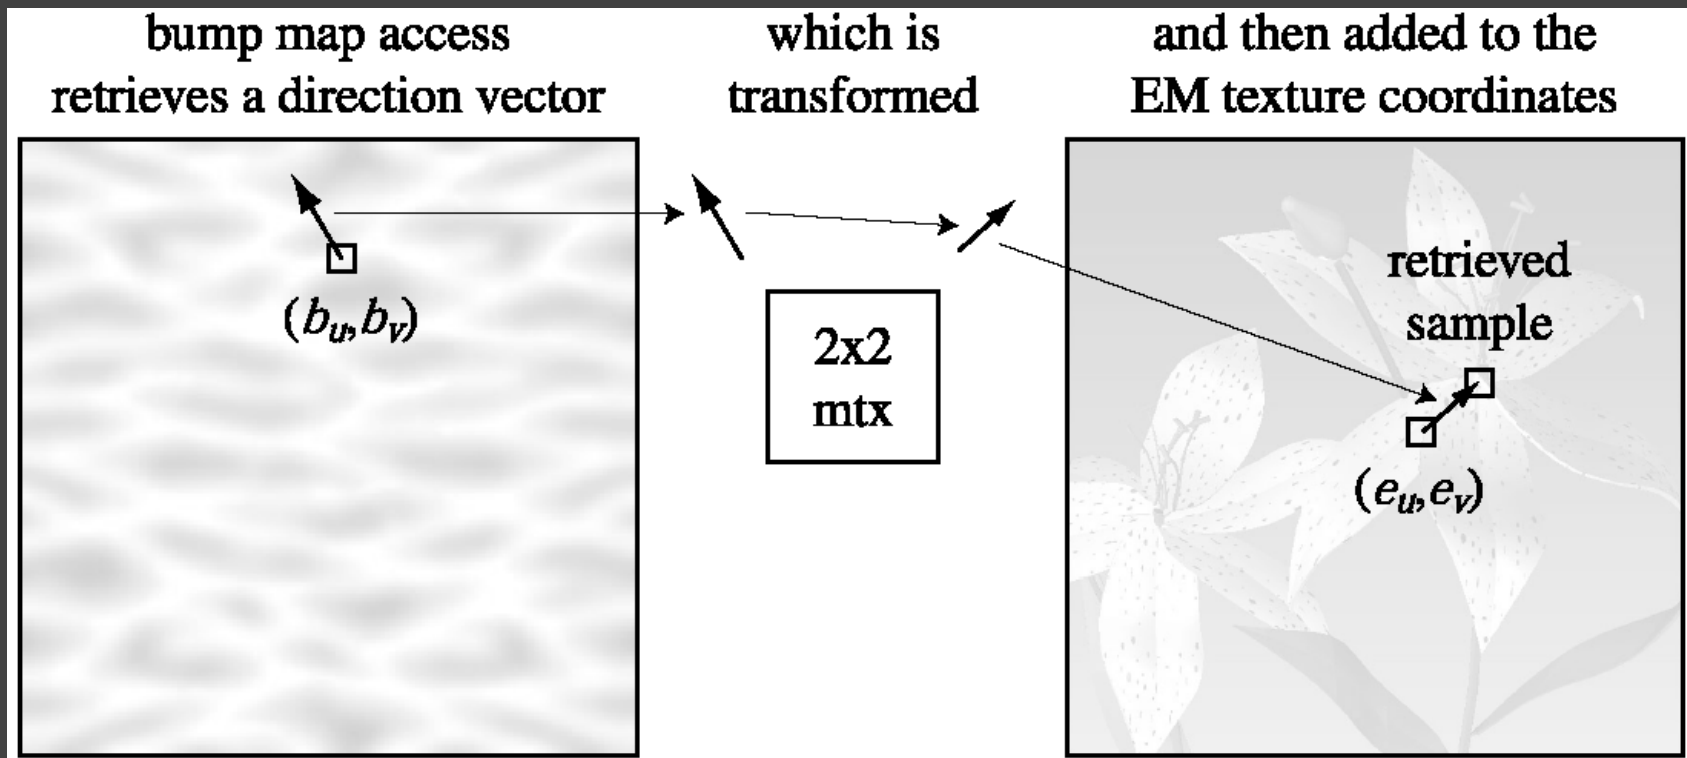 bump map access
retrieves a direction vector
which is
transformed
and then added to the
EM texture coordinates
(b_u, b_v)
2x2
mtx
retrieved
sample
(e_u, e_v)